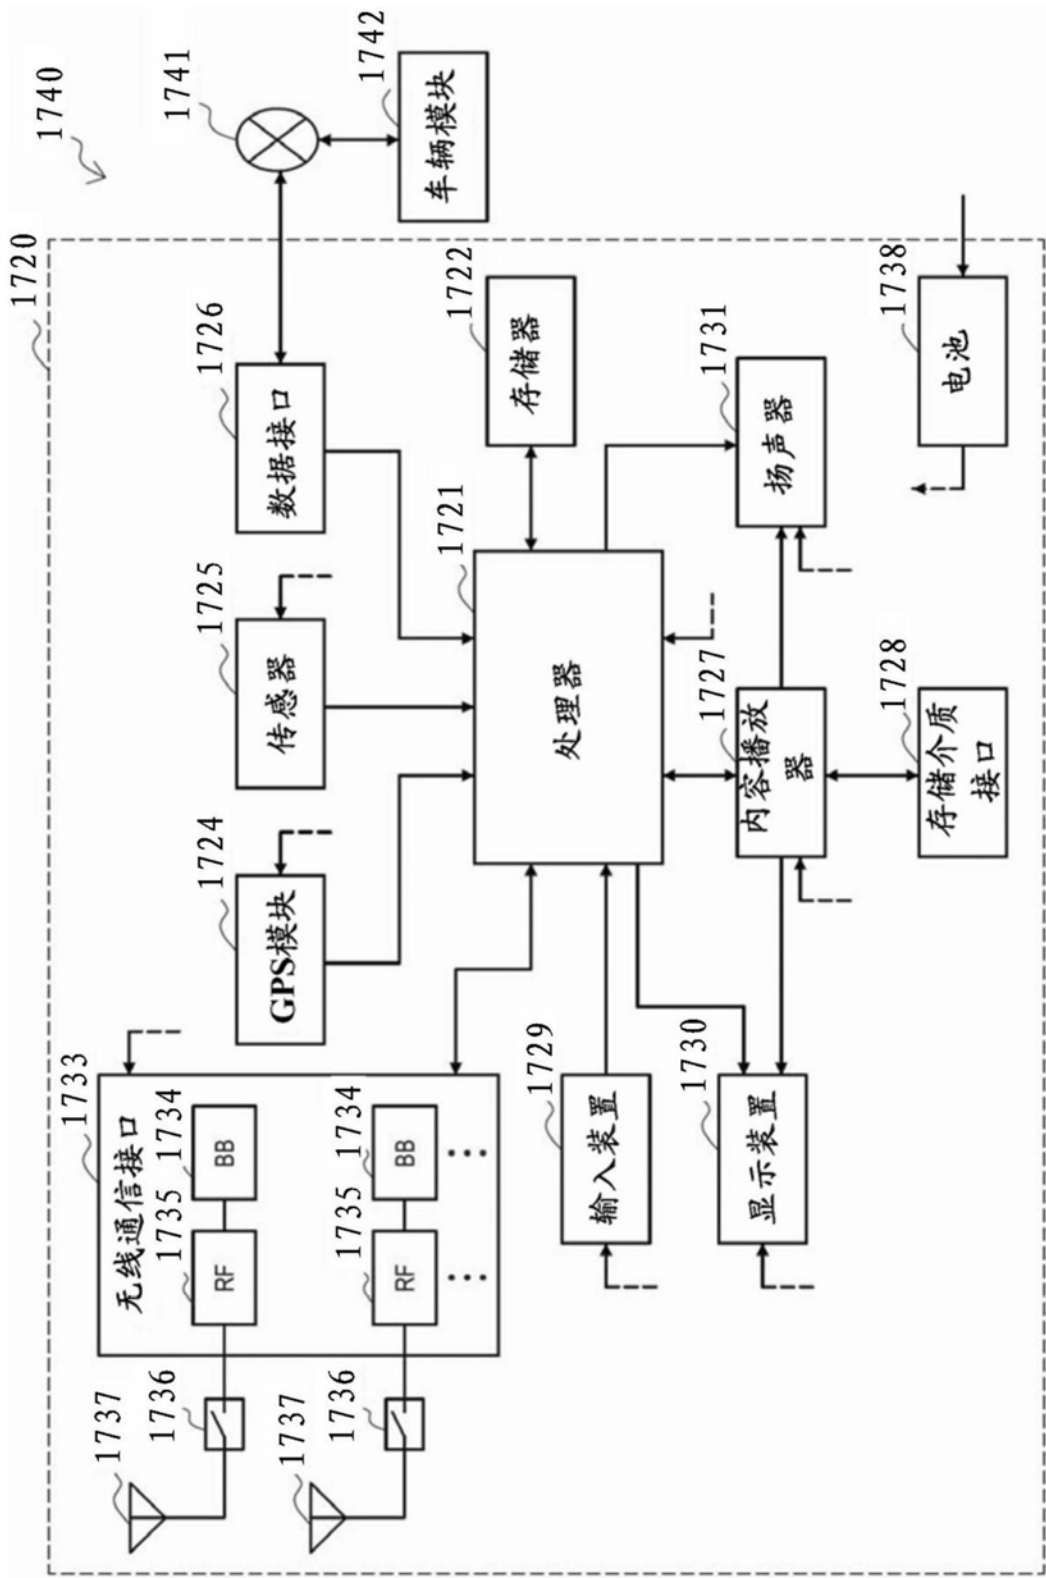 1720
1740
1733
无线通信接口
1737
1736
1735
1734
RF
BB
1737
1736
1735
1734
RF
BB
1724
GPS模块
1725
传感器
1726
数据接口
1741
1742
车辆模块
1721
处理器
1722
存储器
1729
输入装置
1730
显示装置
1727
内容播放
器
1731
扬声器
1728
存储介质
接口
1738
电池